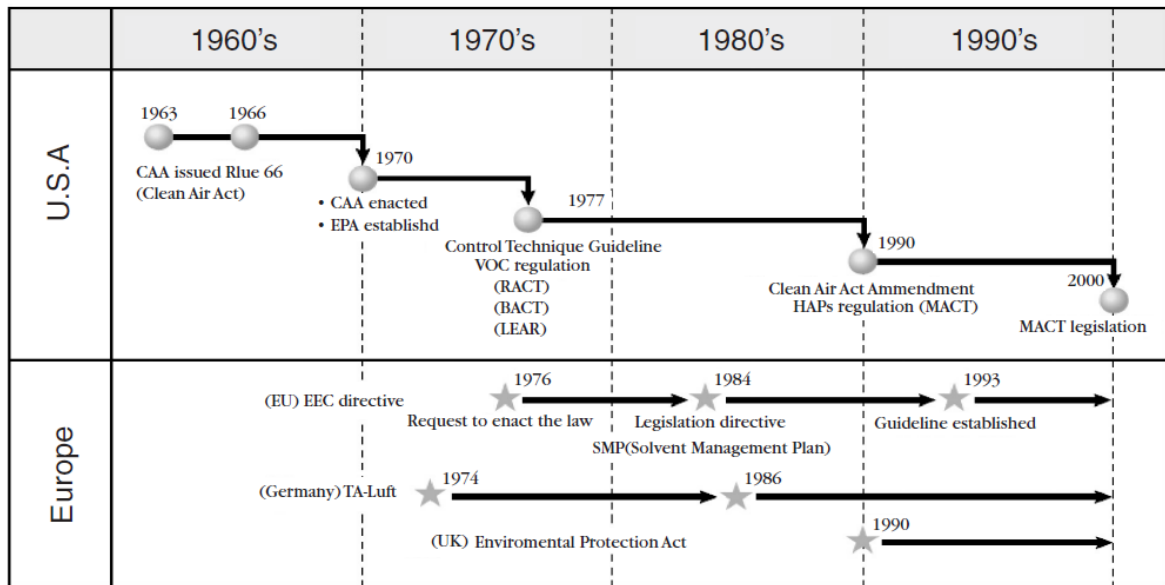 1960's 1970's 1980's 1990's
U.S.A
1963 1966
CAA issued Rlue 66
(Clean Air Act)
1970
• CAA enacted
• EPA establishd
1977
Control Technique Guideline
VOC regulation
(RACT)
(BACT)
(LEAR)
1990
Clean Air Act Ammendment
HAPs regulation (MACT)
2000
MACT legislation
Europe
(EU) EEC directive
1976
Request to enact the law
1984
Legislation directive
SMP(Solvent Management Plan)
1993
Guideline established
(Germany) TA-Luft
1974
1986
(UK) Enviromental Protection Act
1990